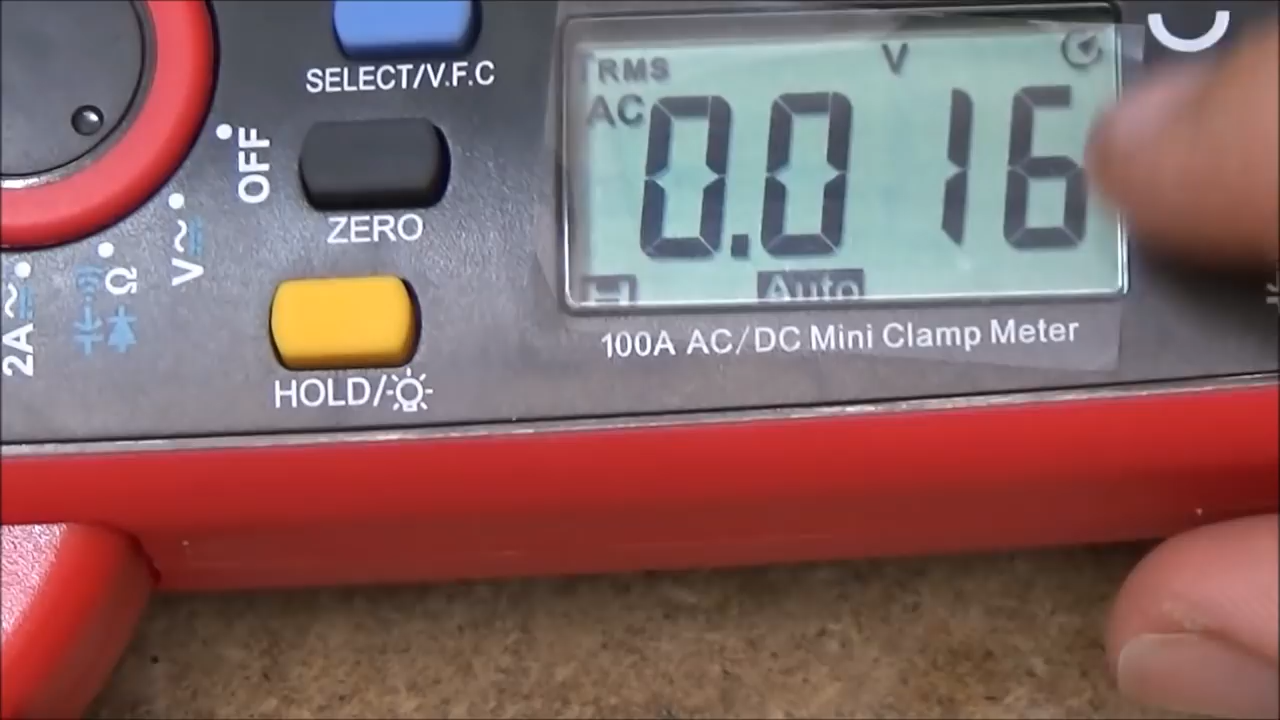 SELECT/V.F.C
OFF
ZERO
V~
Ω
2A~
HOLD/
TRMS
V
AC
0.016
H
Auto
100A AC/DC Mini Clamp Meter